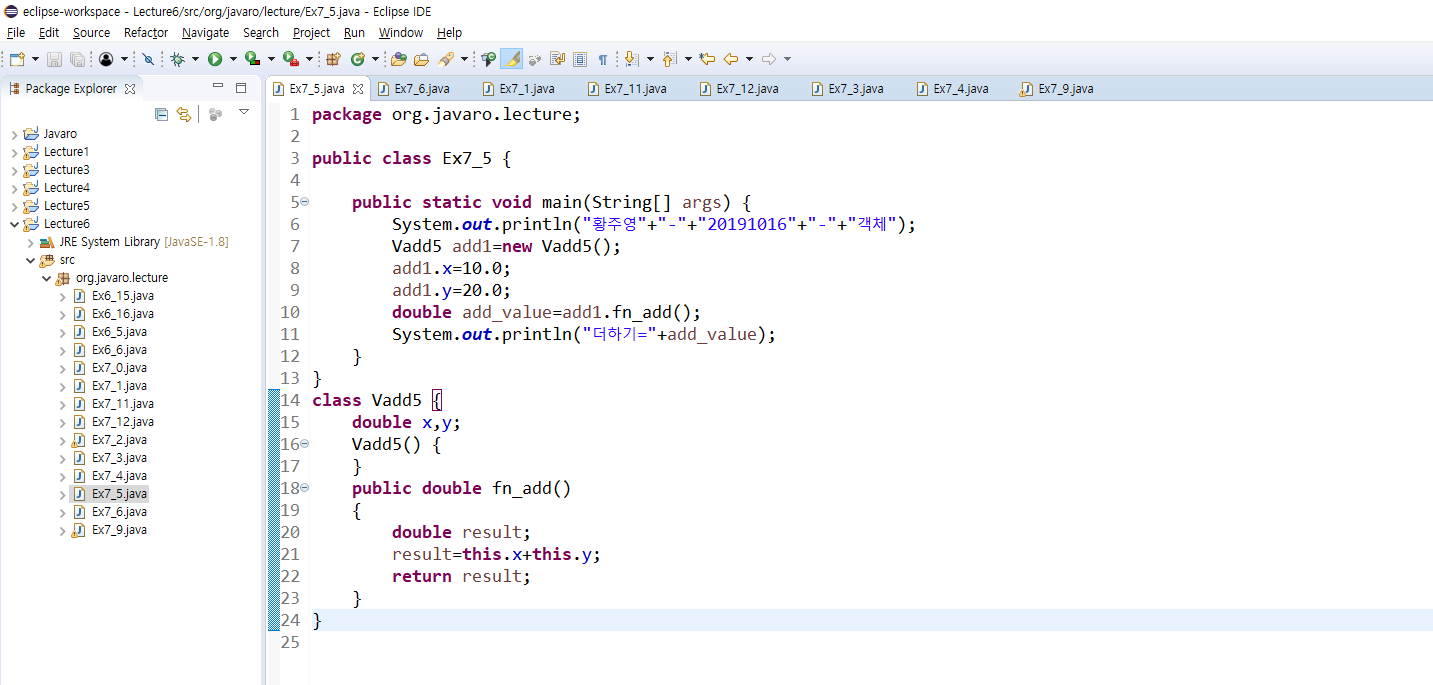 eclipse-workspace - Lecture6/src/org/javaro/lecture/Ex7_5.java - Eclipse IDE
File Edit Source Refactor Navigate Search Project Run Window Help
Package Explorer
Javaro
Lecture1
Lecture3
Lecture4
Lecture5
Lecture6
JRE System Library [JavaSE-1.8]
src
org.javaro.lecture
Ex6_15.java
Ex6_16.java
Ex6_5.java
Ex6_6.java
Ex7_0.java
Ex7_1.java
Ex7_11.java
Ex7_12.java
Ex7_2.java
Ex7_3.java
Ex7_4.java
Ex7_5.java
Ex7_6.java
Ex7_9.java
Ex7_5.java Ex7_6.java Ex7_1.java Ex7_11.java Ex7_12.java Ex7_3.java Ex7_4.java Ex7_9.java
1 package org.javaro.lecture;
2
3 public class Ex7_5 {
4
5     public static void main(String[] args) {
6         System.out.println("황주영"+"-"+"20191016"+"-"+"객체");
7         Vadd5 add1=new Vadd5();
8         add1.x=10.0;
9         add1.y=20.0;
10         double add_value=add1.fn_add();
11         System.out.println("더하기="+add_value);
12     }
13 }
14 class Vadd5 {
15     double x,y;
16     Vadd5() {
17     }
18     public double fn_add()
19     {
20         double result;
21         result=this.x+this.y;
22         return result;
23     }
24 }
25